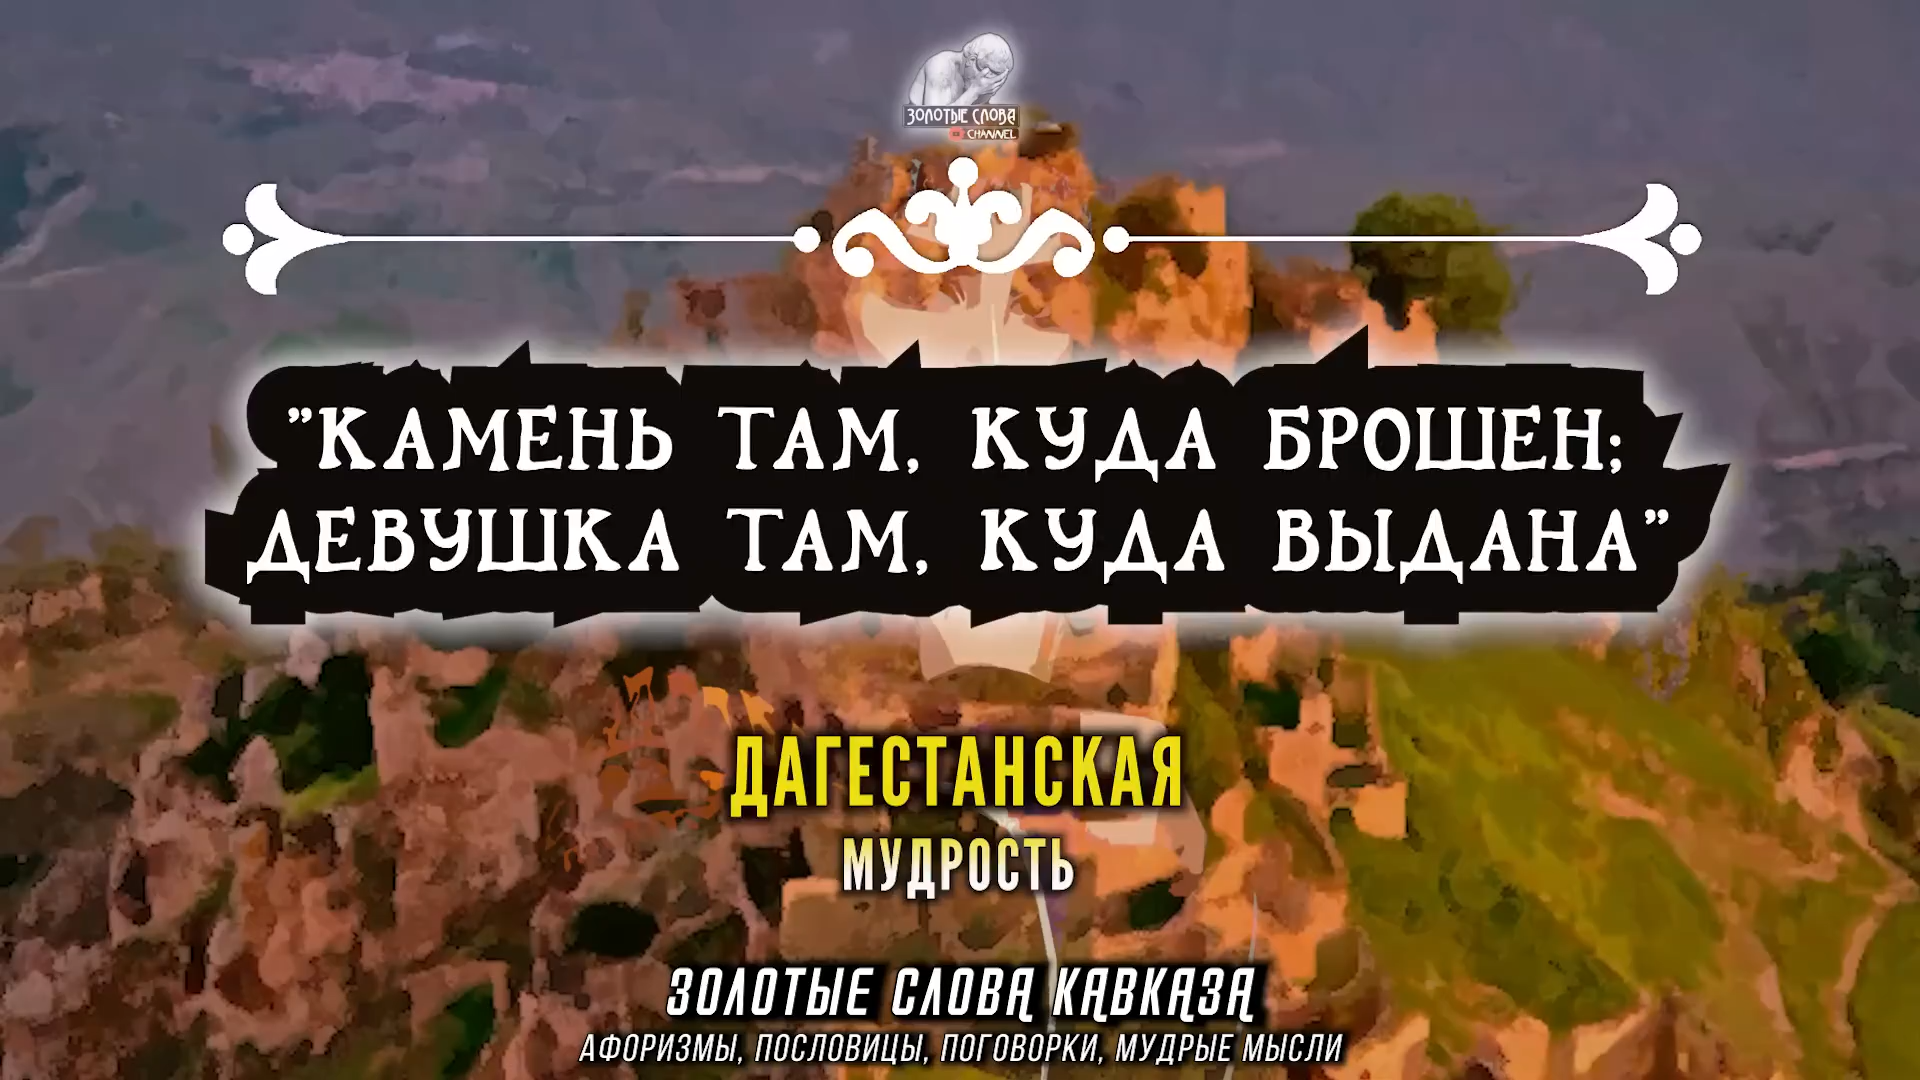 ЗОЛОТЫЕ СЛОВА
CHANNEL
"КАМЕНЬ ТАМ, КУДА БРОШЕН;
ДЕВУШКА ТАМ, КУДА ВЫДАНА"
ДАГЕСТАНСКАЯ
МУДРОСТЬ
ЗОЛОТЫЕ СЛОВА КАВКАЗА
АФОРИЗМЫ, ПОСЛОВИЦЫ, ПОГОВОРКИ, МУДРЫЕ МЫСЛИ